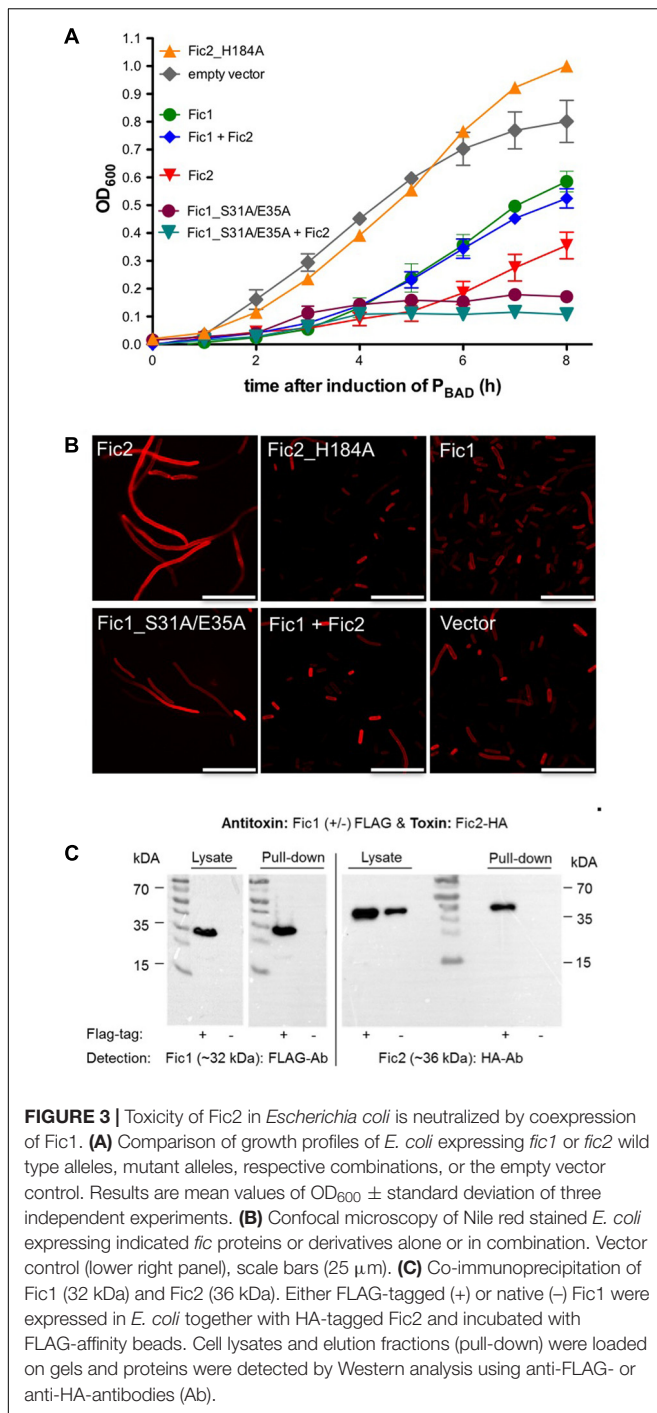 A
1.1
1.0
0.9
0.8
0.7
0.6
0.5
0.4
0.3
0.2
0.1
0.0
OD600
Fic2_H184A
empty vector
Fic1
Fic1 + Fic2
Fic2
Fic1_S31A/E35A
Fic1_S31A/E35A + Fic2
0 2 4 6 8
time after induction of PBAD (h)
B
Fic2 Fic2_H184A Fic1
Fic1_S31A/E35A Fic1 + Fic2 Vector
Antitoxin: Fic1 (+/-) FLAG & Toxin: Fic2-HA
C kDa Lysate Pull-down Lysate Pull-down kDa
70 70
35 35
15 15
Flag-tag: + - + - + - + -
Detection: Fic1 (~32 kDa): FLAG-Ab Fic2 (~36 kDa): HA-Ab
FIGURE 3 | Toxicity of Fic2 in Escherichia coli is neutralized by coexpression
of Fic1. (A) Comparison of growth profiles of E. coli expressing fic1 or fic2 wild
type alleles, mutant alleles, respective combinations, or the empty vector
control. Results are mean values of OD600 ± standard deviation of three
independent experiments. (B) Confocal microscopy of Nile red stained E. coli
expressing indicated fic proteins or derivatives alone or in combination. Vector
control (lower right panel), scale bars (25 μm). (C) Co-immunoprecipitation of
Fic1 (32 kDa) and Fic2 (36 kDa). Either FLAG-tagged (+) or native (–) Fic1 were
expressed in E. coli together with HA-tagged Fic2 and incubated with
FLAG-affinity beads. Cell lysates and elution fractions (pull-down) were loaded
on gels and proteins were detected by Western analysis using anti-FLAG- or
anti-HA-antibodies (Ab).